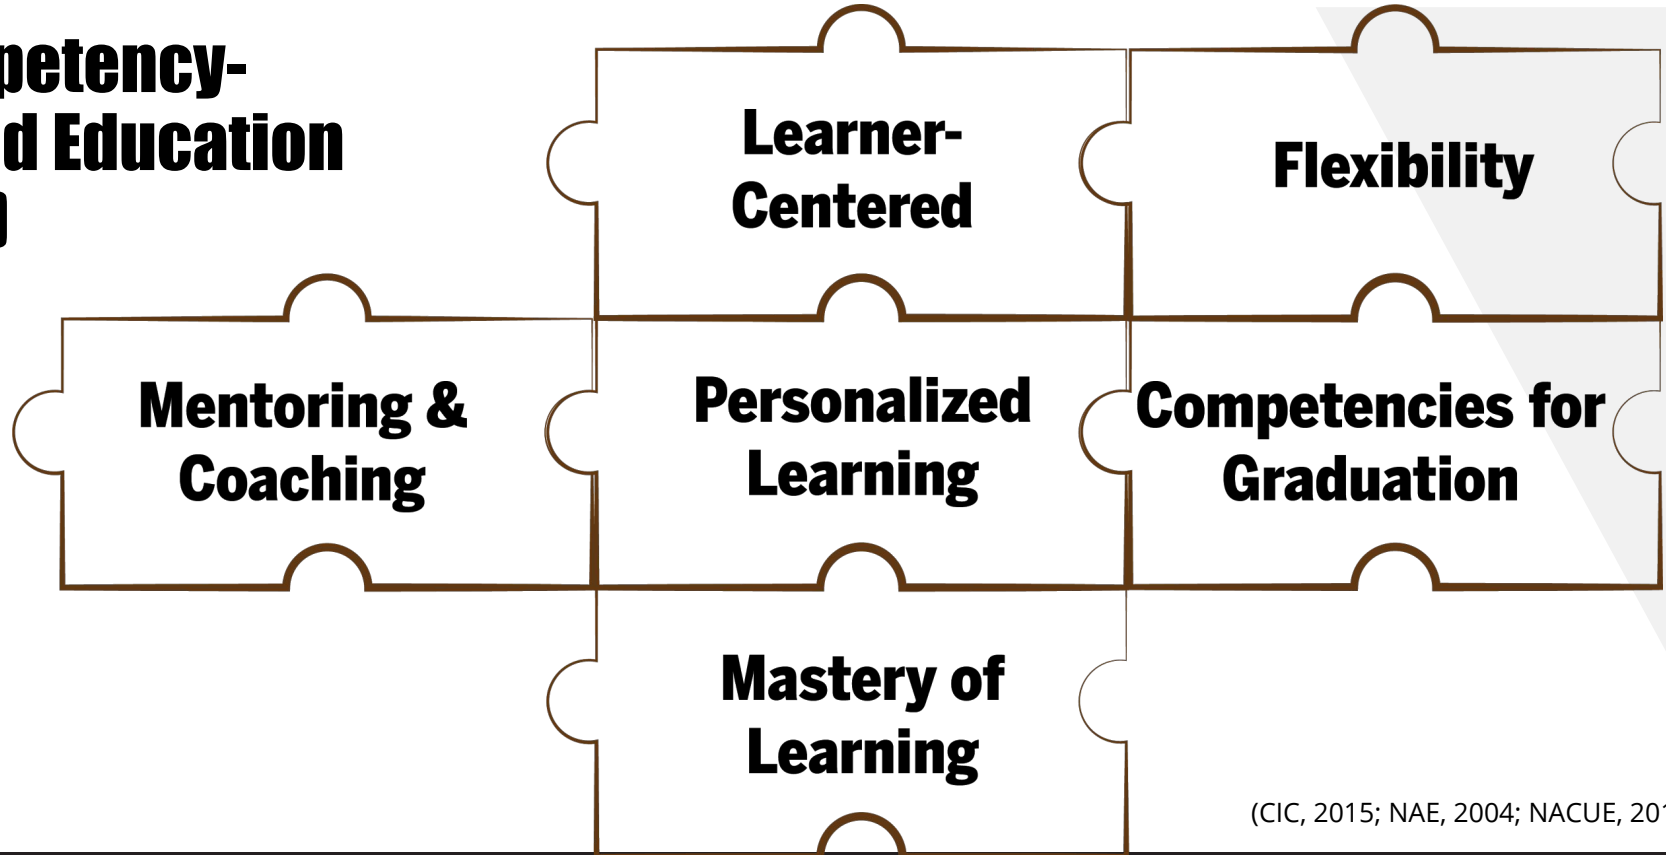 petency-
d Education
)
Learner-
Centered
Flexibility
Mentoring &
Coaching
Personalized
Learning
Competencies for
Graduation
Mastery of
Learning
(CIC, 2015; NAE, 2004; NACUE, 201